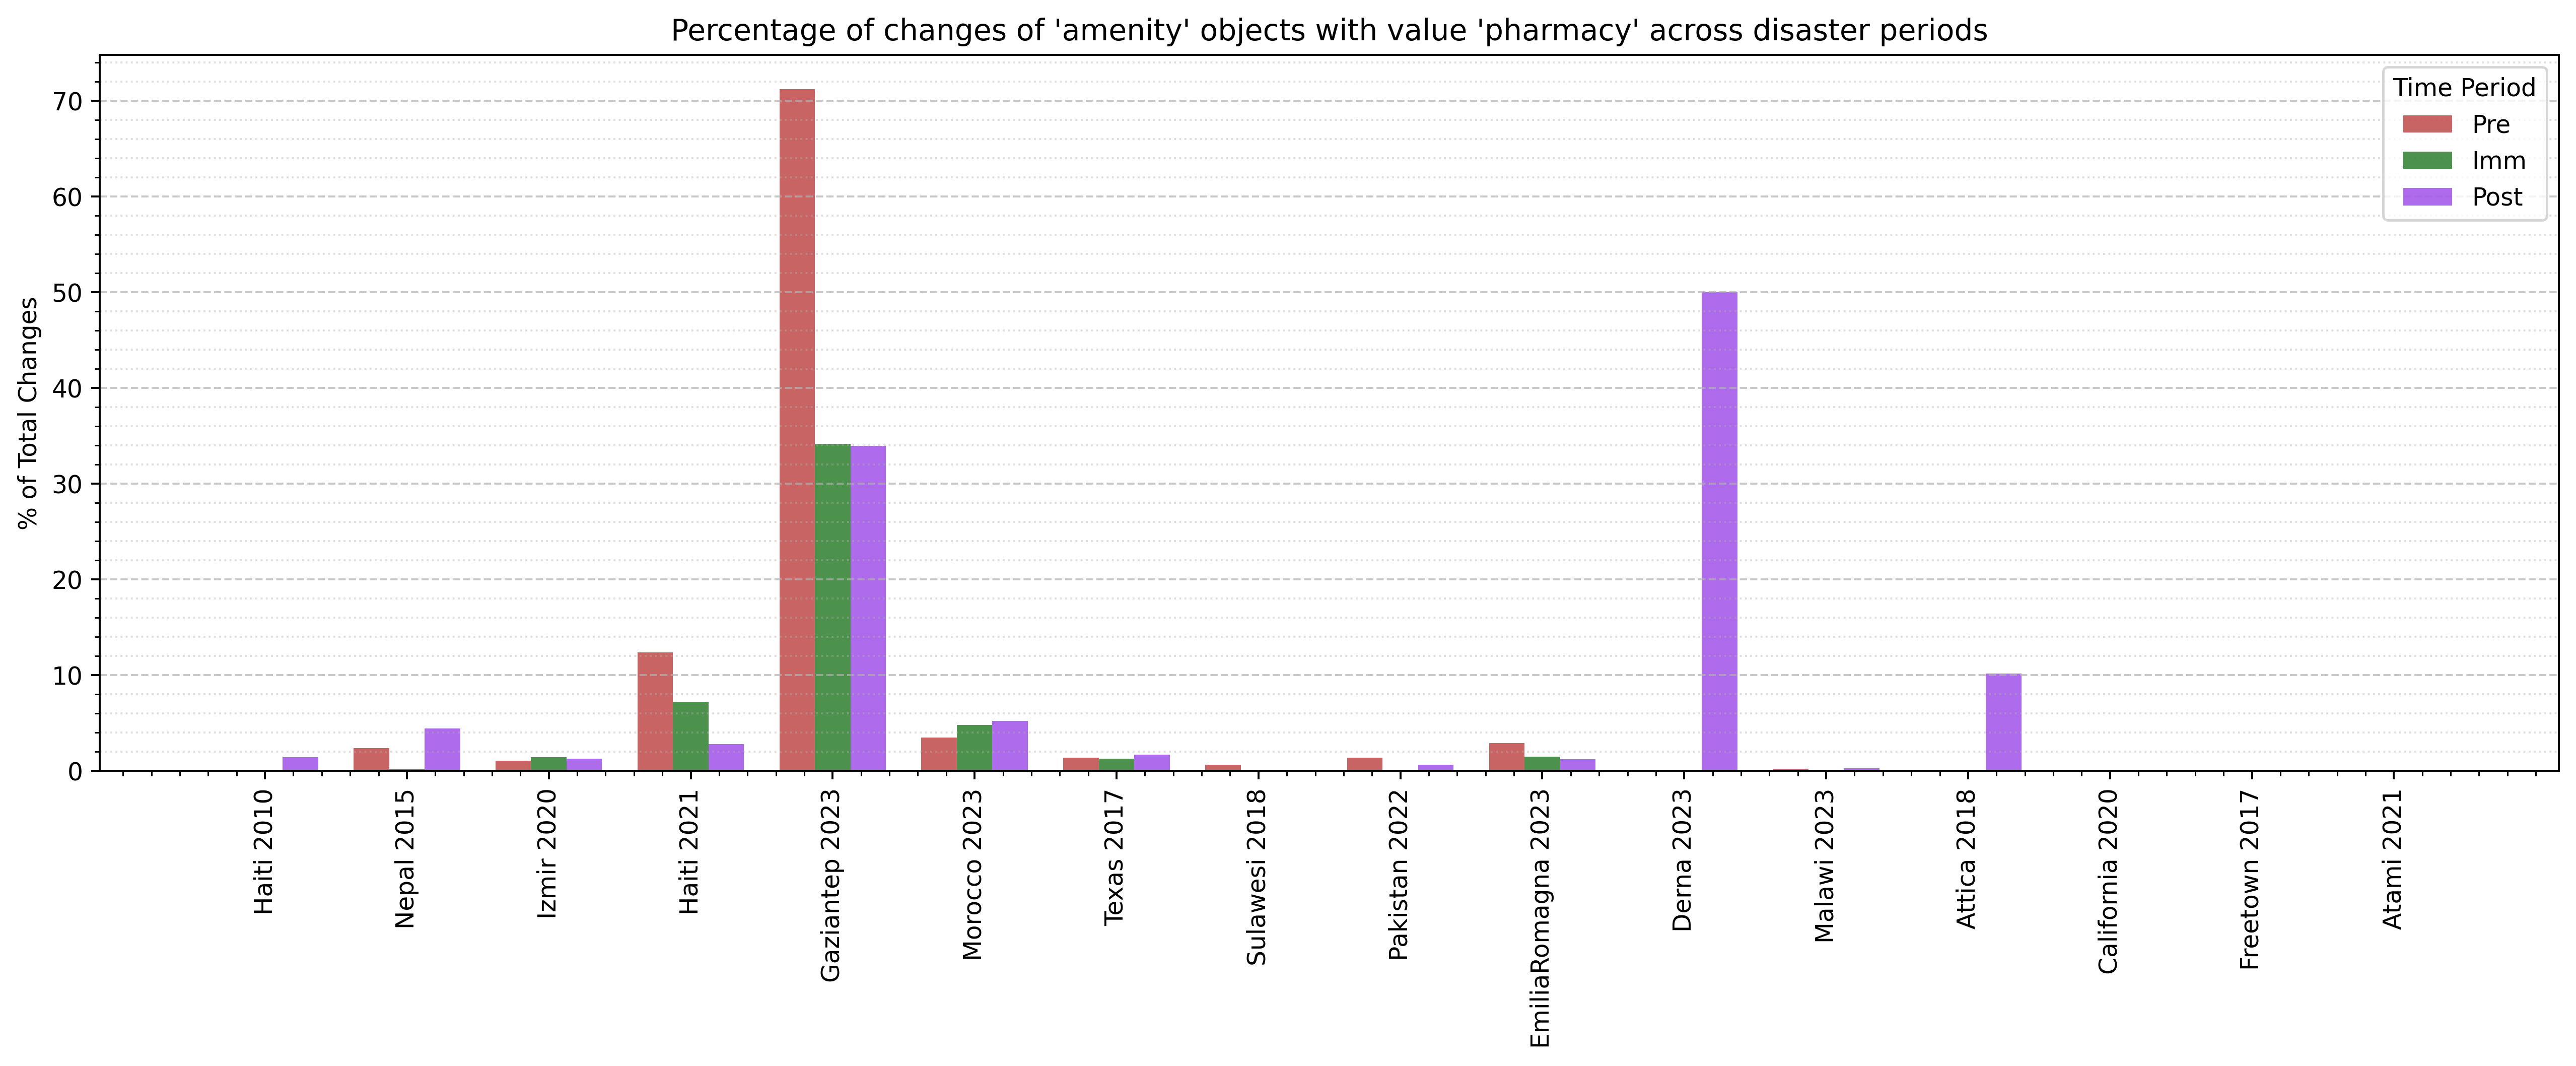 Percentage of changes of 'amenity' objects with value 'pharmacy' across disaster periods
% of Total Changes
70
60
50
40
30
20
10
0
Time Period
Pre
Imm
Post
Haiti 2010
Nepal 2015
Izmir 2020
Haiti 2021
Gaziantep 2023
Morocco 2023
Texas 2017
Sulawesi 2018
Pakistan 2022
EmiliaRomagna 2023
Derna 2023
Malawi 2023
Attica 2018
California 2020
Freetown 2017
Atami 2021